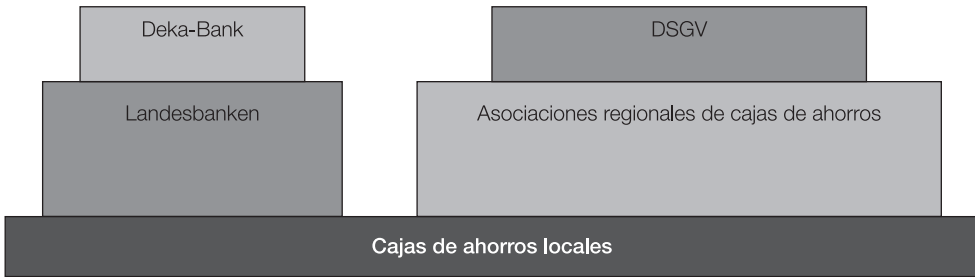 Deka-Bank
DSGV
Landesbanken
Asociaciones regionales de cajas de ahorros
Cajas de ahorros locales